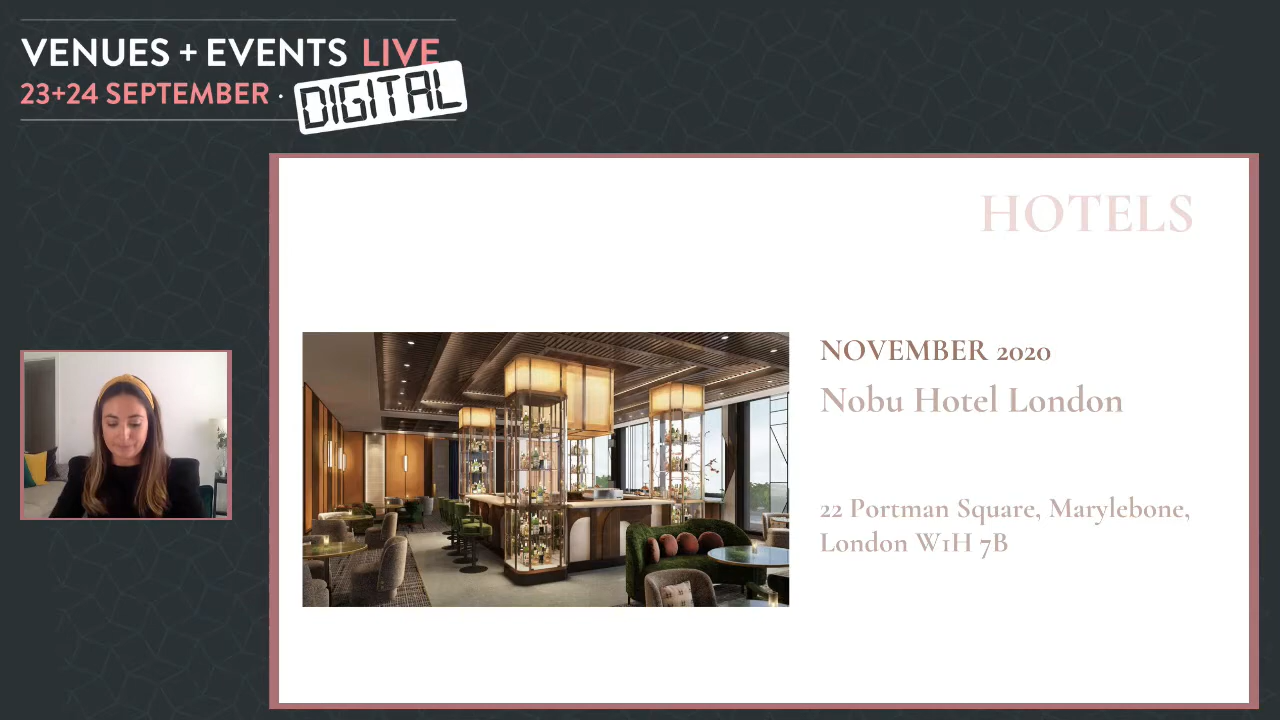 VENUES + EVENTS LIVE
23+24 SEPTEMBER · DIGITAL
HOTELS
NOVEMBER 2020
Nobu Hotel London
22 Portman Square, Marylebone,
London W1H 7B